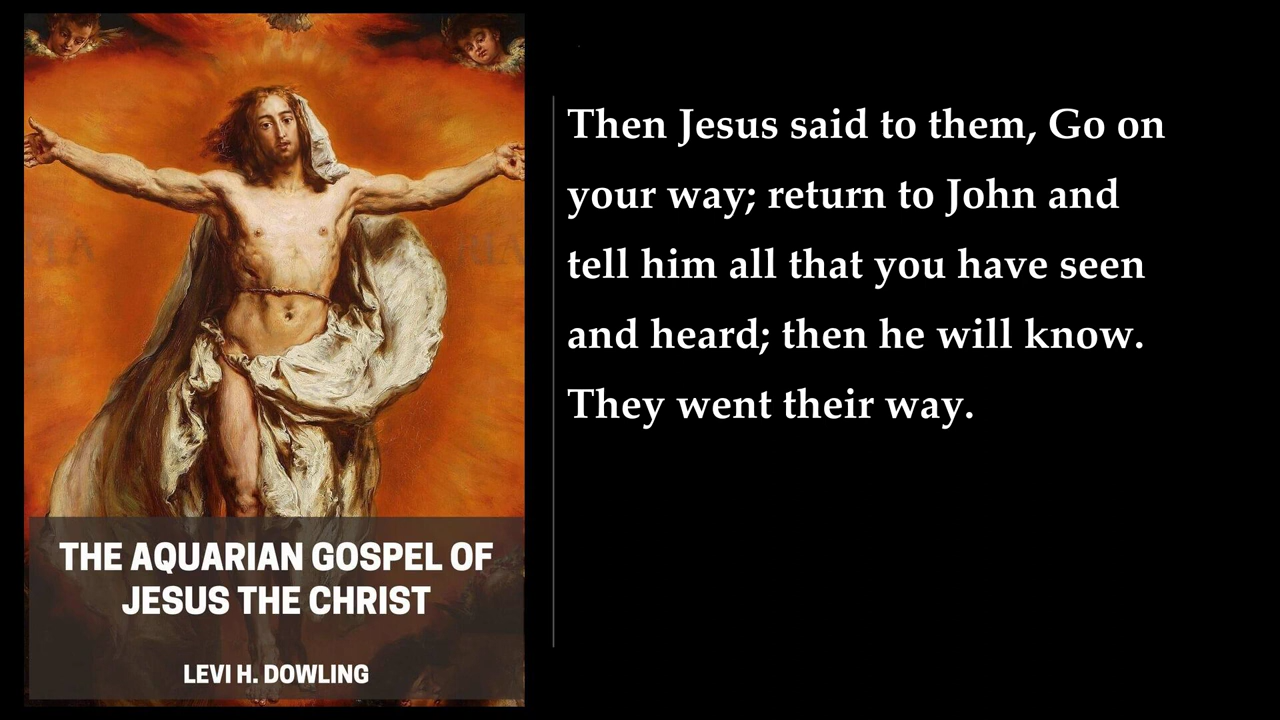 THE AQUARIAN GOSPEL OF
JESUS THE CHRIST
LEVI H. DOWLING
Then Jesus said to them, Go on
your way; return to John and
tell him all that you have seen
and heard; then he will know.
They went their way.